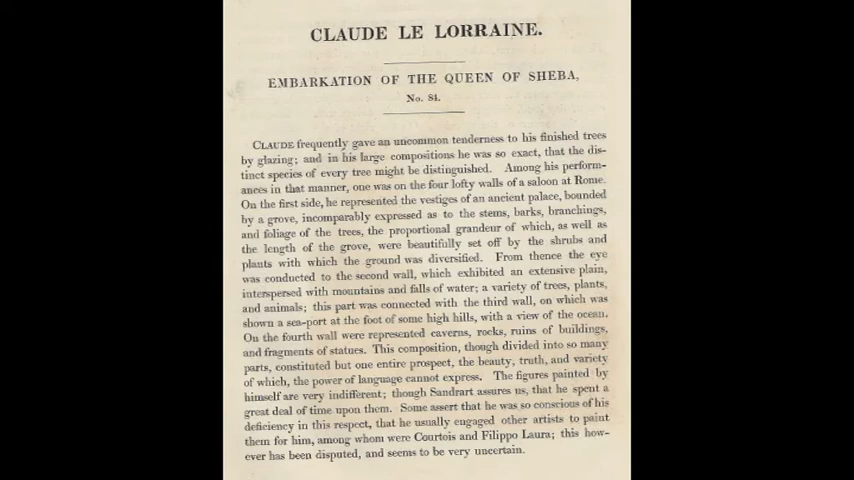 CLAUDE LE LORRAINE.
EMBARKATION OF THE QUEEN OF SHEBA,
No. 84.
CLAUDE frequently gave an uncommon tenderness to his finished trees
by glazing; and in his large compositions he was so exact, that the dis-
tinct species of every tree might be distinguished. Among his perform-
ances in that manner, one was on the four lofty walls of a saloon at Rome.
On the first side, he represented the vestiges of an ancient palace, bounded
by a grove, incomparably expressed as to the stems, barks, branchings,
and foliage of the trees, the proportional grandeur of which, as well as
the length of the grove, were beautifully set off by the shrubs and
plants with which the ground was diversified. From thence the eye
was conducted to the second wall, which exhibited an extensive plain,
interspersed with mountains and falls of water; a variety of trees, plants,
and animals; this part was connected with the third wall, on which was
shown a sea-port at the foot of some high hills, with a view of the ocean.
On the fourth wall were represented caverns, rocks, ruins of buildings,
and fragments of statues. This composition, though divided into so many
parts, constituted but one entire prospect, the beauty, truth, and variety
of which, the power of language cannot express. The figures painted by
himself are very indifferent; though Sandrart assures us, that he spent a
great deal of time upon them. Some assert that he was so conscious of his
deficiency in this respect, that he usually engaged other artists to paint
them for him, among whom were Courtois and Filippo Laura; this how-
ever has been disputed, and seems to be very uncertain.